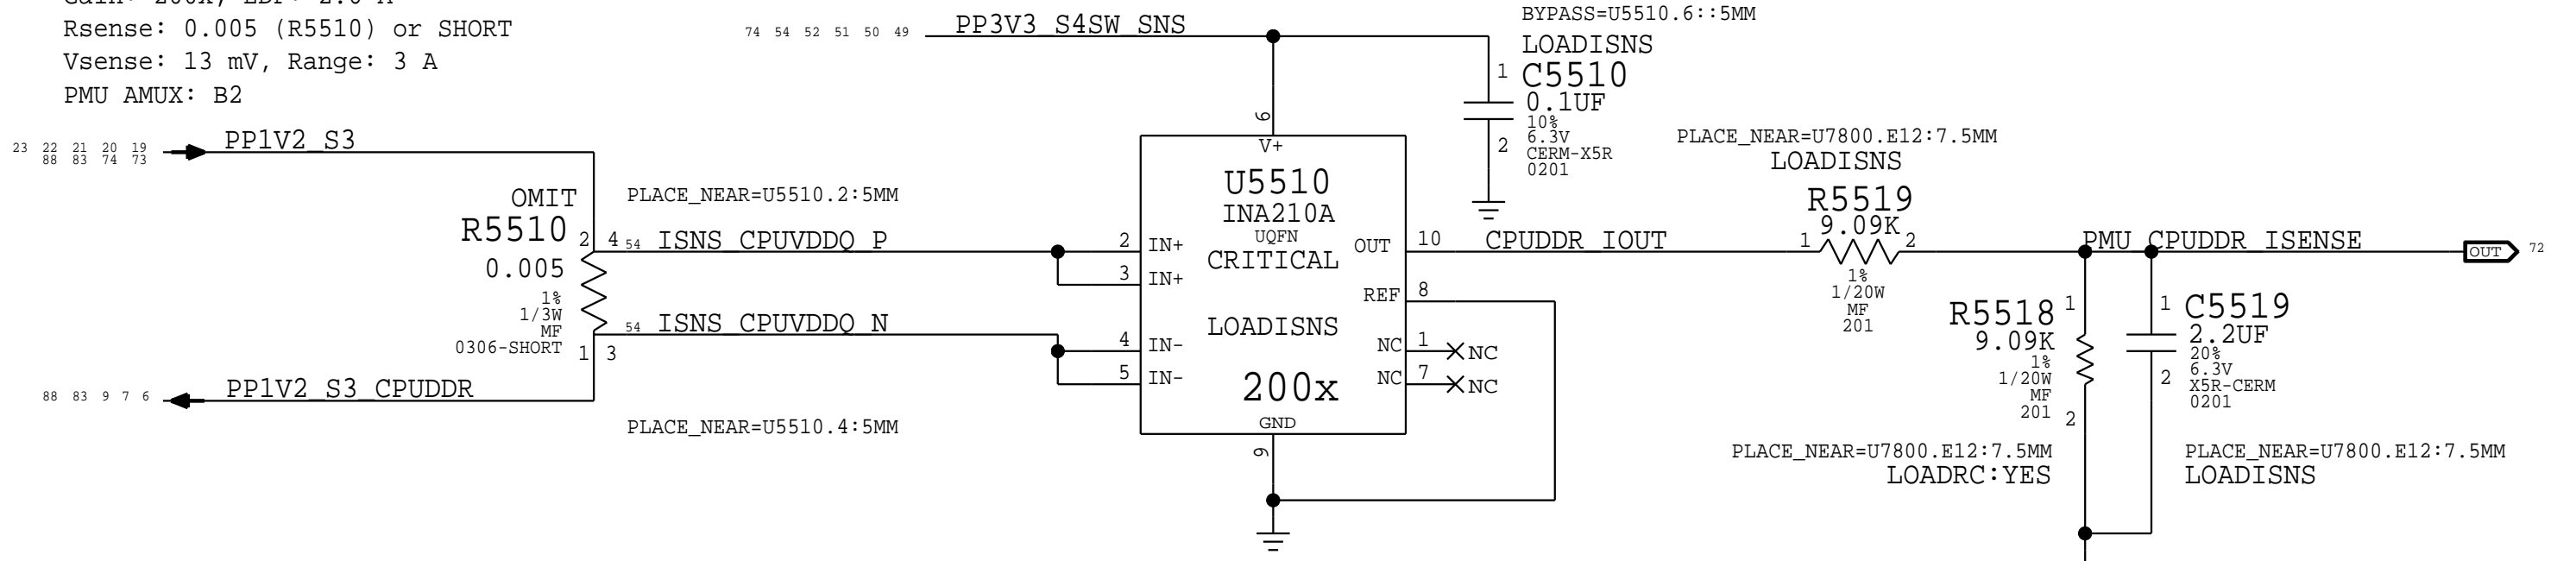 Gain: 200x, EDP: 2.6 A
Rsense: 0.005 (R5510) or SHORT
Vsense: 13 mV, Range: 3 A
PMU AMUX: B2
74 54 52 51 50 49
PP3V3_S4SW_SNS
BYPASS=U5510.6::5MM
LOADISNS
1
C5510
0.1UF
10%
6.3V
2
CERM-X5R
0201
23 22 21 20 19
88 83 74 73
PP1V2_S3
OMIT
R5510
2 4
0.005
1%
1/3W
MF
0306-SHORT
1 3
88 83 9 7 6
PP1V2_S3_CPUDDR
PLACE_NEAR=U5510.2:5MM
54 ISNS_CPUVDDQ_P
54 ISNS_CPUVDDQ_N
PLACE_NEAR=U5510.4:5MM
6
V+
U5510
INA210A
UQFN
CRITICAL
LOADISNS
200x
GND
9
2 IN+
3 IN+
4 IN-
5 IN-
OUT 10
REF 8
NC 1 NC
NC 7 NC
CPUDDR_IOUT
PLACE_NEAR=U7800.E12:7.5MM
LOADISNS
R5519
1 9.09K 2
1%
1/20W
MF
201
PMU_CPUDDR_ISENSE
OUT 72
R5518 1
9.09K
1%
1/20W
MF
201
2
PLACE_NEAR=U7800.E12:7.5MM
LOADRC:YES
1 C5519
2.2UF
20%
6.3V
2 X5R-CERM
0201
PLACE_NEAR=U7800.E12:7.5MM
LOADISNS